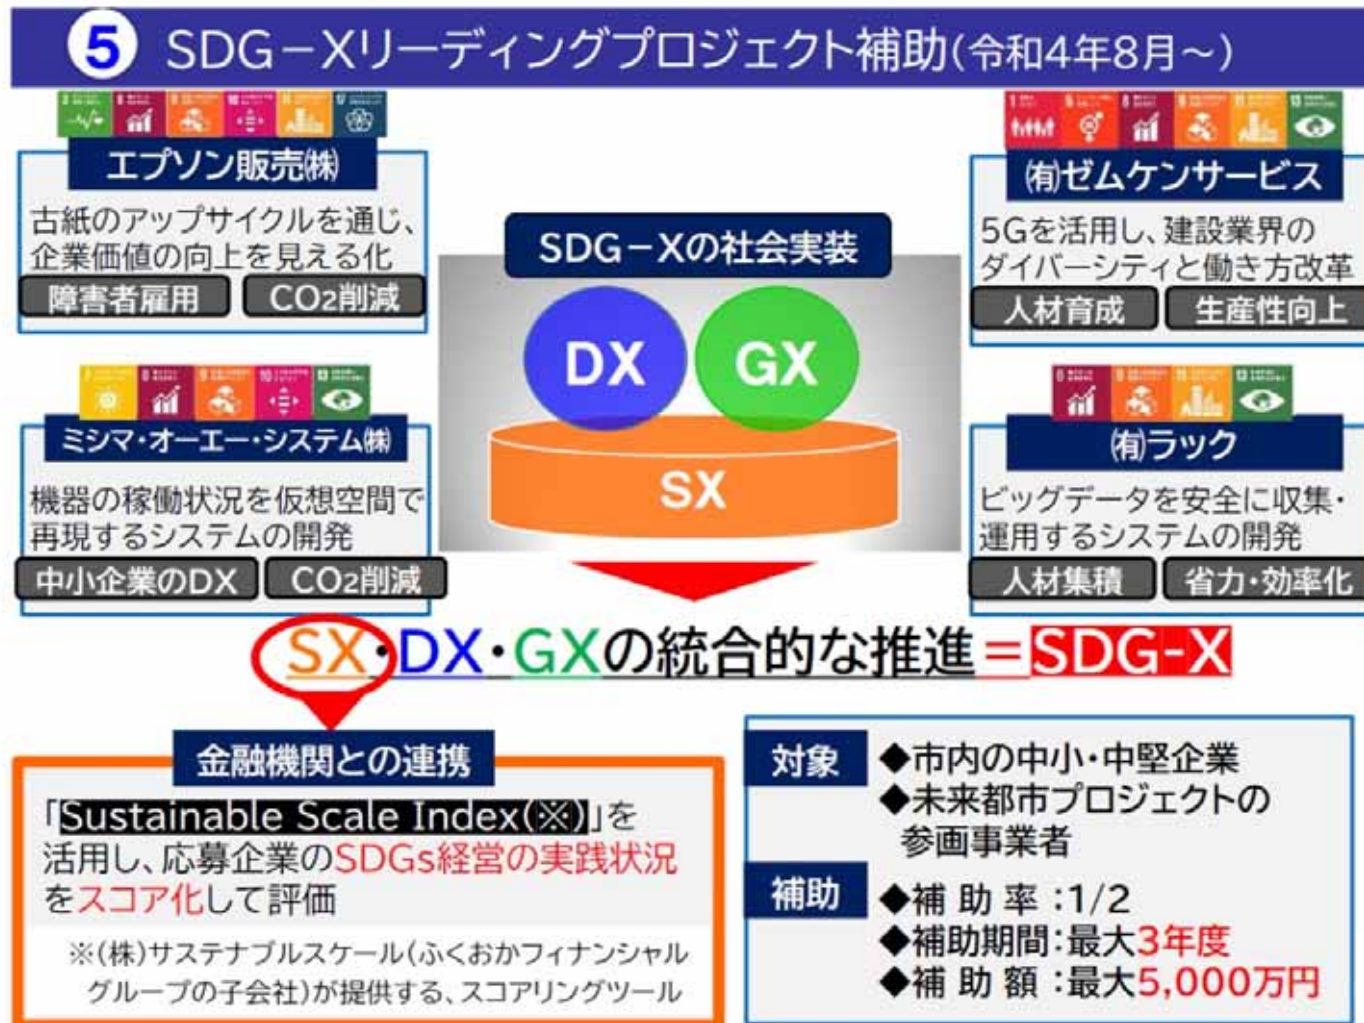 ⑤ SDG-Xリーディングプロジェクト補助(令和4年8月~)
エプソン販売㈱
古紙のアップサイクルを通じ、
企業価値の向上を見える化
障害者雇用 CO2削減
㈲ゼムケンサービス
5Gを活用し、建設業界の
ダイバーシティと働き方改革
人材育成 生産性向上
SDG-Xの社会実装
DX GX
SX
ミシマ・オーエー・システム㈱
機器の稼働状況を仮想空間で
再現するシステムの開発
中小企業のDX CO2削減
㈲ラック
ビッグデータを安全に収集・
運用するシステムの開発
人材集積 省力・効率化
SX・DX・GXの統合的な推進=SDG-X
金融機関との連携
「Sustainable Scale Index(※)」を
活用し、応募企業のSDGs経営の実践状況
をスコア化して評価
※(株)サステナブルスケール(ふくおかフィナンシャル
グループの子会社)が提供する、スコアリングツール
対象 ◆市内の中小・中堅企業
◆未来都市プロジェクトの
参画事業者
補助 ◆補助率:1/2
◆補助期間:最大3年度
◆補助額:最大5,000万円